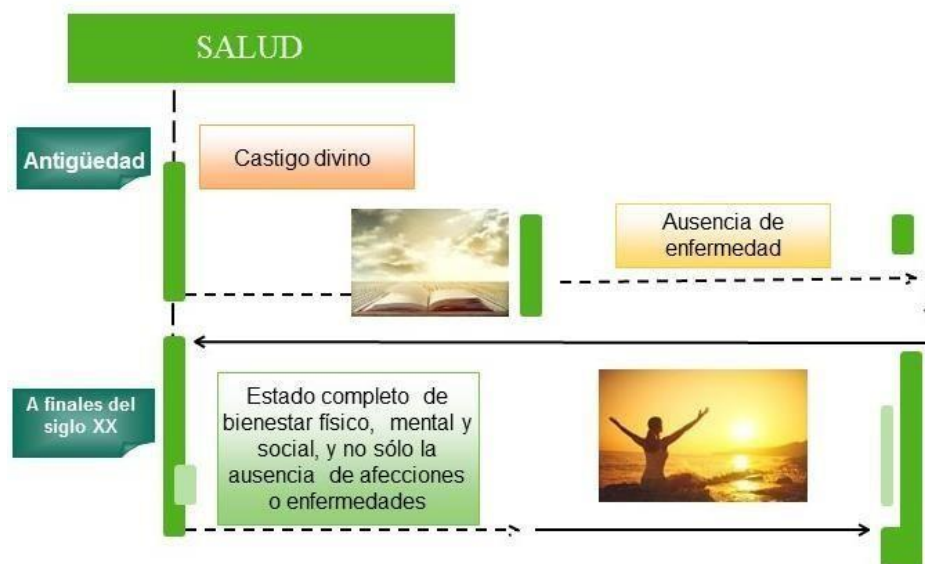 SALUD
Antigüedad
Castigo divino
Ausencia de
enfermedad
A finales del
siglo XX
Estado completo de
bienestar físico, mental y
social, y no sólo la
ausencia de afecciones
o enfermedades